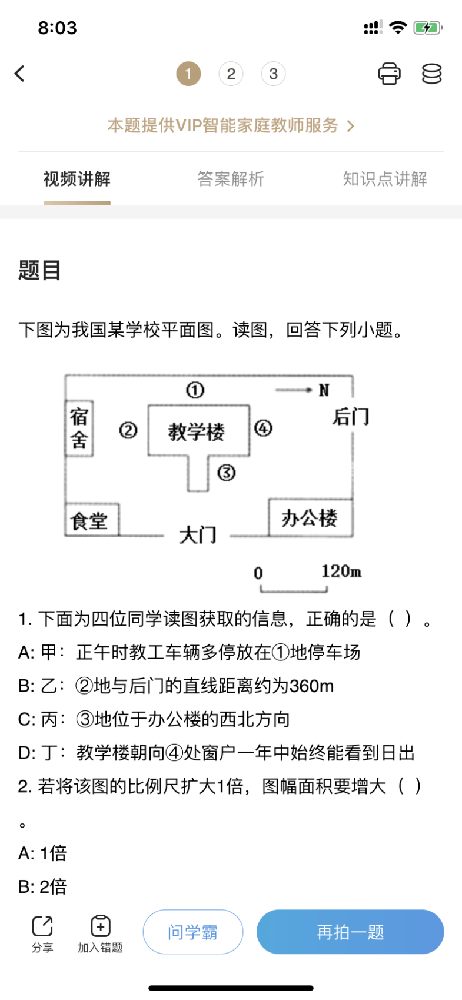 8:03
1 2 3
本题提供VIP智能家庭教师服务
视频讲解 答案解析 知识点讲解
题目
下图为我国某学校平面图。读图，回答下列小题。
① N
宿舍 ② 教学楼 ④ 后门
③
食堂 大门 办公楼
0 120m
1. 下面为四位同学读图获取的信息，正确的是（ ）。
A: 甲：正午时教工车辆多停放在①地停车场
B: 乙：②地与后门的直线距离约为360m
C: 丙：③地位于办公楼的西北方向
D: 丁：教学楼朝向④处窗户一年中始终能看到日出
2. 若将该图的比例尺扩大1倍，图幅面积要增大（ ）
。
A: 1倍
B: 2倍
分享 加入错题 问学霸 再拍一题